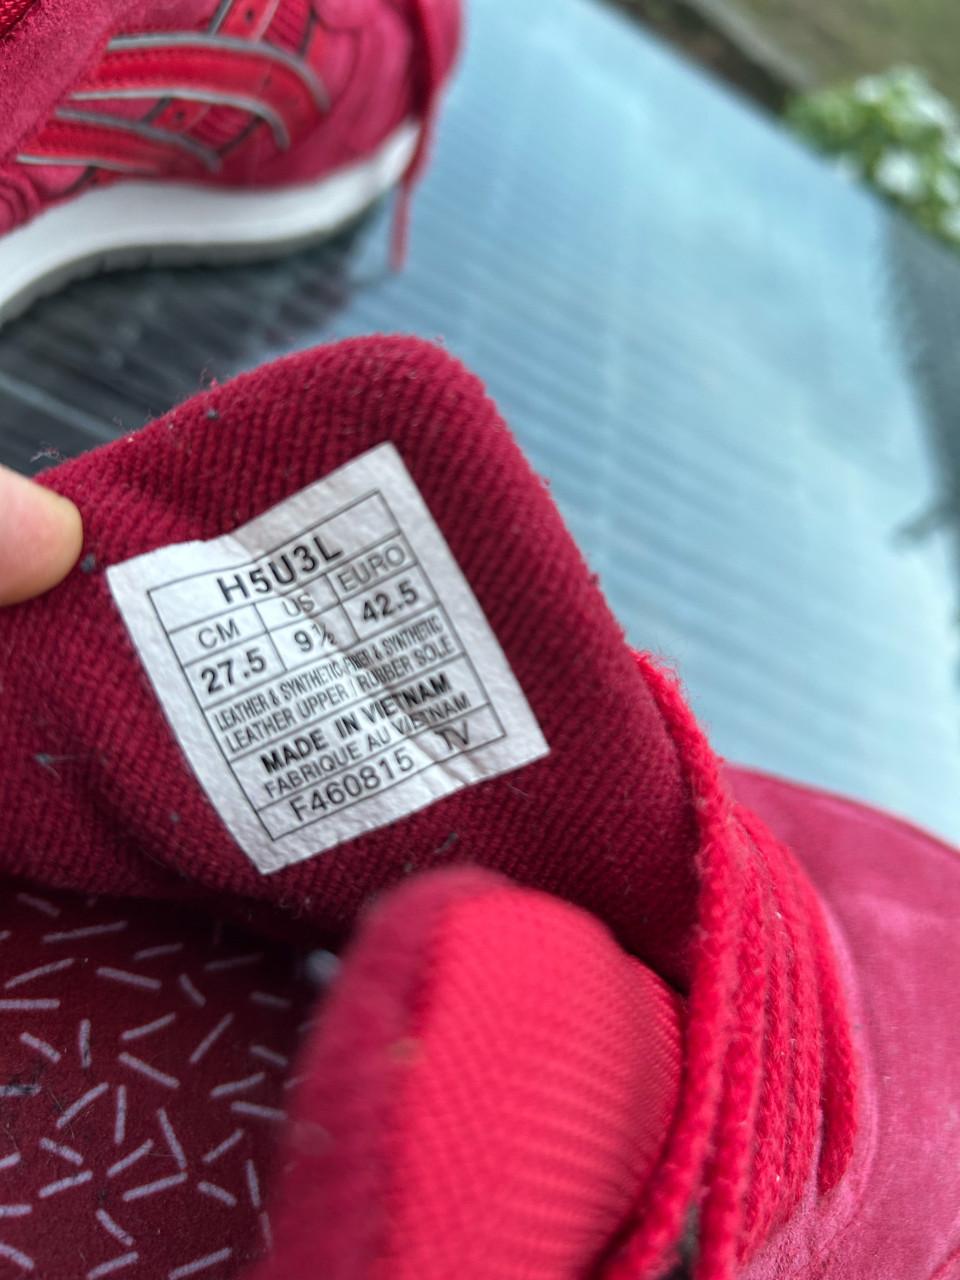 H5U3L
CM US EURO
27.5 9½ 42.5
LEATHER & SYNTHETIC/INNER & SYNTHETIC
LEATHER UPPER / RUBBER SOLE
MADE IN VIETNAM
FABRIQUE AU VIETNAM
F460815 TV